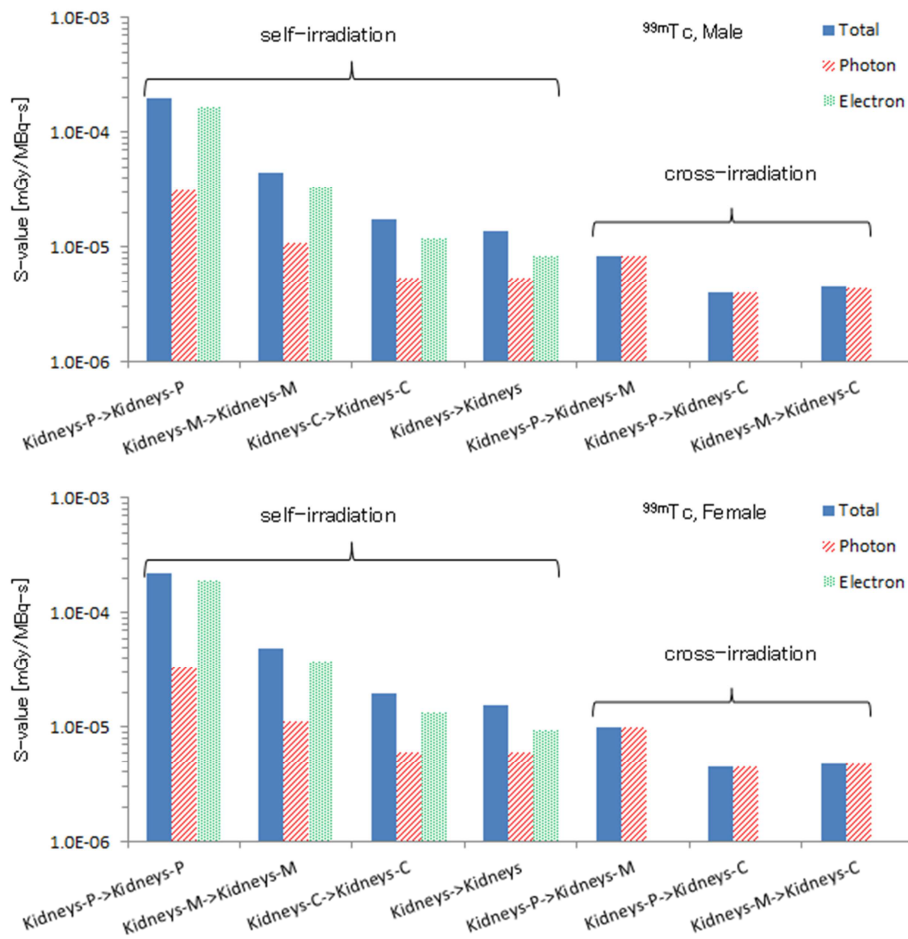 1.0E-03
self-irradiation
⁹⁹ᵐTc, Male
Total
Photon
Electron
1.0E-04
cross-irradiation
S-value [mGy/MBq-s]
1.0E-05
1.0E-06
Kidneys-P->Kidneys-P
Kidneys-M->Kidneys-M
Kidneys-C->Kidneys-C
Kidneys->Kidneys
Kidneys-P->Kidneys-M
Kidneys-P->Kidneys-C
Kidneys-M->Kidneys-C
1.0E-03
self-irradiation
⁹⁹ᵐTc, Female
Total
Photon
Electron
1.0E-04
cross-irradiation
S-value [mGy/MBq-s]
1.0E-05
1.0E-06
Kidneys-P->Kidneys-P
Kidneys-M->Kidneys-M
Kidneys-C->Kidneys-C
Kidneys->Kidneys
Kidneys-P->Kidneys-M
Kidneys-P->Kidneys-C
Kidneys-M->Kidneys-C